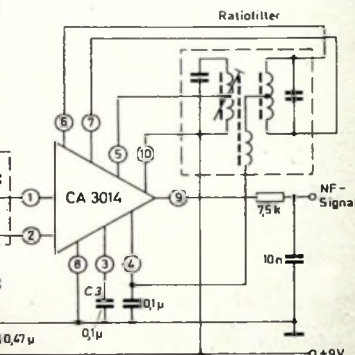 Ratiofilter
6
7
5
10
CA 3014
1
2
9
NF-
Signal
7,5k
8
3
4
10n
C3
0,1µ
0,1µ
0,47µ
+9V